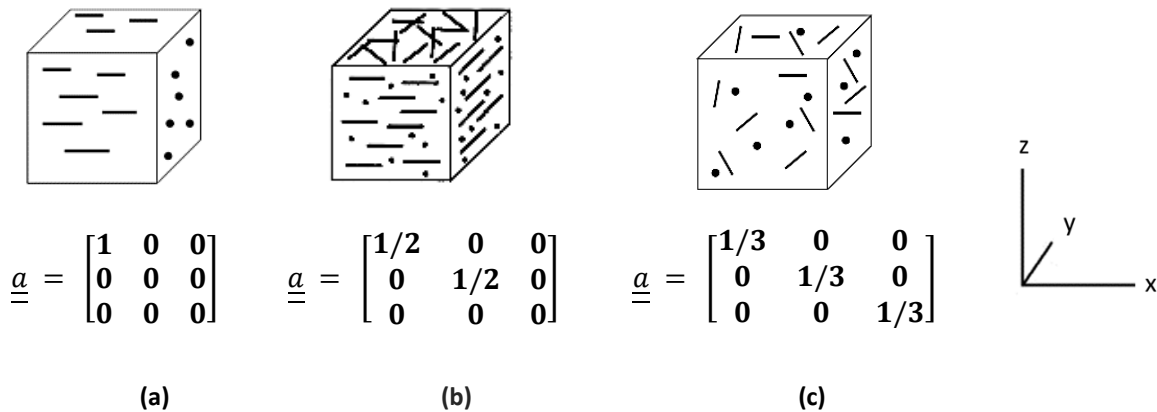 z
y
x
a = [1 0 0
0 0 0
0 0 0]
a = [1/2 0 0
0 1/2 0
0 0 0]
a = [1/3 0 0
0 1/3 0
0 0 1/3]
(a) (b) (c)